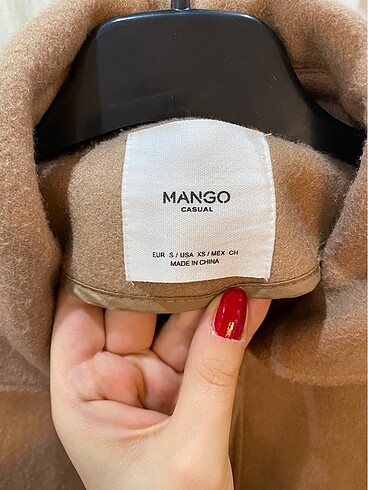 MANGO
CASUAL
EUR S / USA XS / MEX CH
MADE IN CHINA